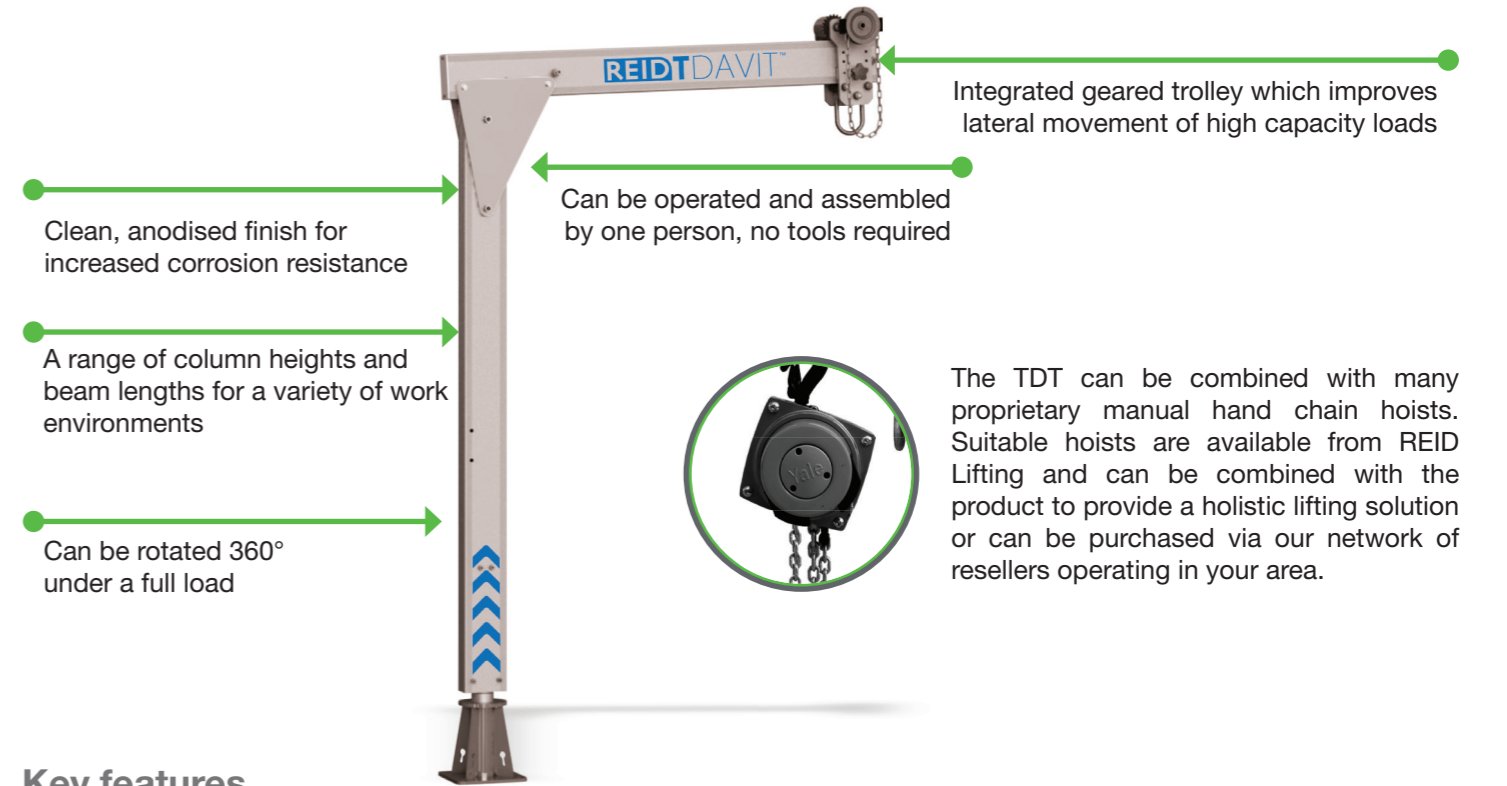 REIDTDAVIT™
Integrated geared trolley which improves
lateral movement of high capacity loads
Can be operated and assembled
by one person, no tools required
Clean, anodised finish for
increased corrosion resistance
A range of column heights and
beam lengths for a variety of work
environments
Can be rotated 360°
under a full load
Yale
The TDT can be combined with many
proprietary manual hand chain hoists.
Suitable hoists are available from REID
Lifting and can be combined with the
product to provide a holistic lifting solution
or can be purchased via our network of
resellers operating in your area.
Key features